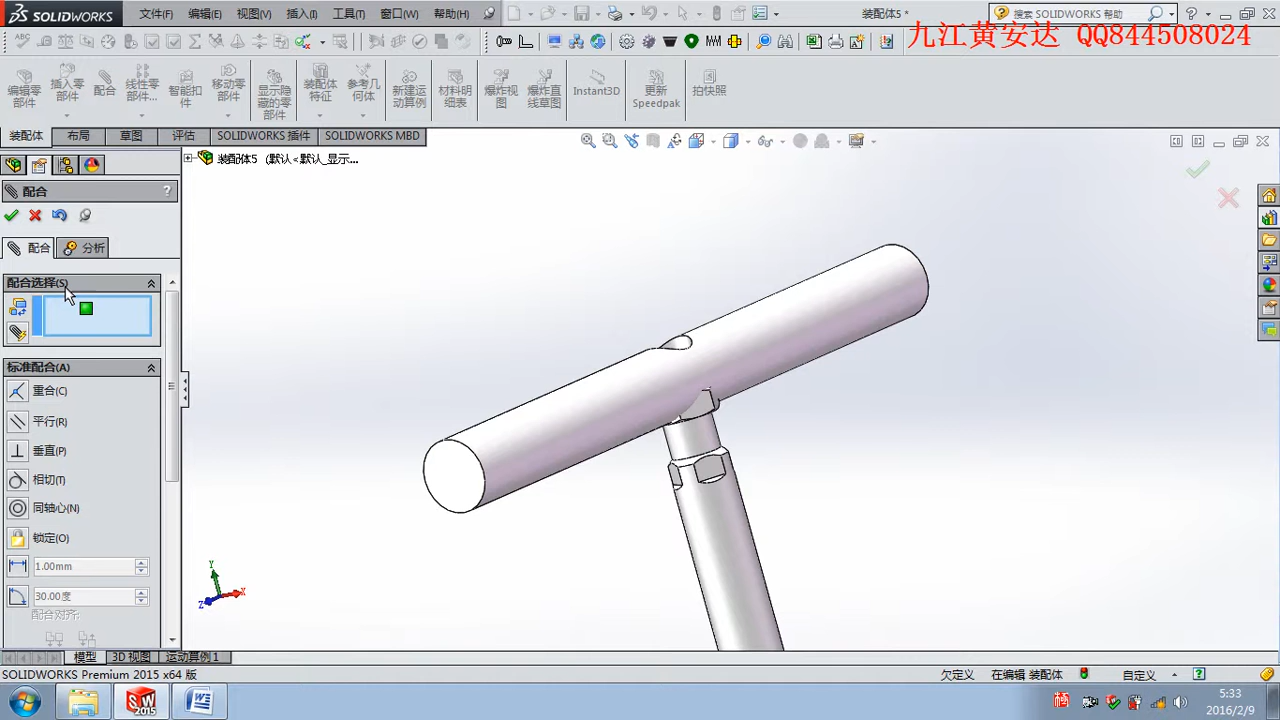 SOLIDWORKS 文件(F) 编辑(E) 视图(V) 插入(I) 工具(T) 窗口(W) 帮助(H) 装配体5 * 搜索 SOLIDWORKS 帮助
九江黄安达 QQ844508024
编辑零部件 插入零部件 配合 线性零部件... 智能扣件 移动零部件 显示隐藏的零部件 装配体特征 参考几何体 新建运动算例 材料明细表 爆炸视图 爆炸直线草图 Instant3D 更新Speedpak 拍快照
装配体 布局 草图 评估 SOLIDWORKS 插件 SOLIDWORKS MBD
装配体5 (默认<默认_显示...
配合 ?
配合 分析
配合选择(S)
标准配合(A)
重合(C)
平行(R)
垂直(P)
相切(T)
同轴心(N)
锁定(O)
1.00mm
30.00度
配合对齐:
Y
X
Z
模型 3D 视图 运动算例 1
SOLIDWORKS Premium 2015 x64 版 欠定义 在编辑 装配体 自定义
SW 2015
5:33
2016/2/9